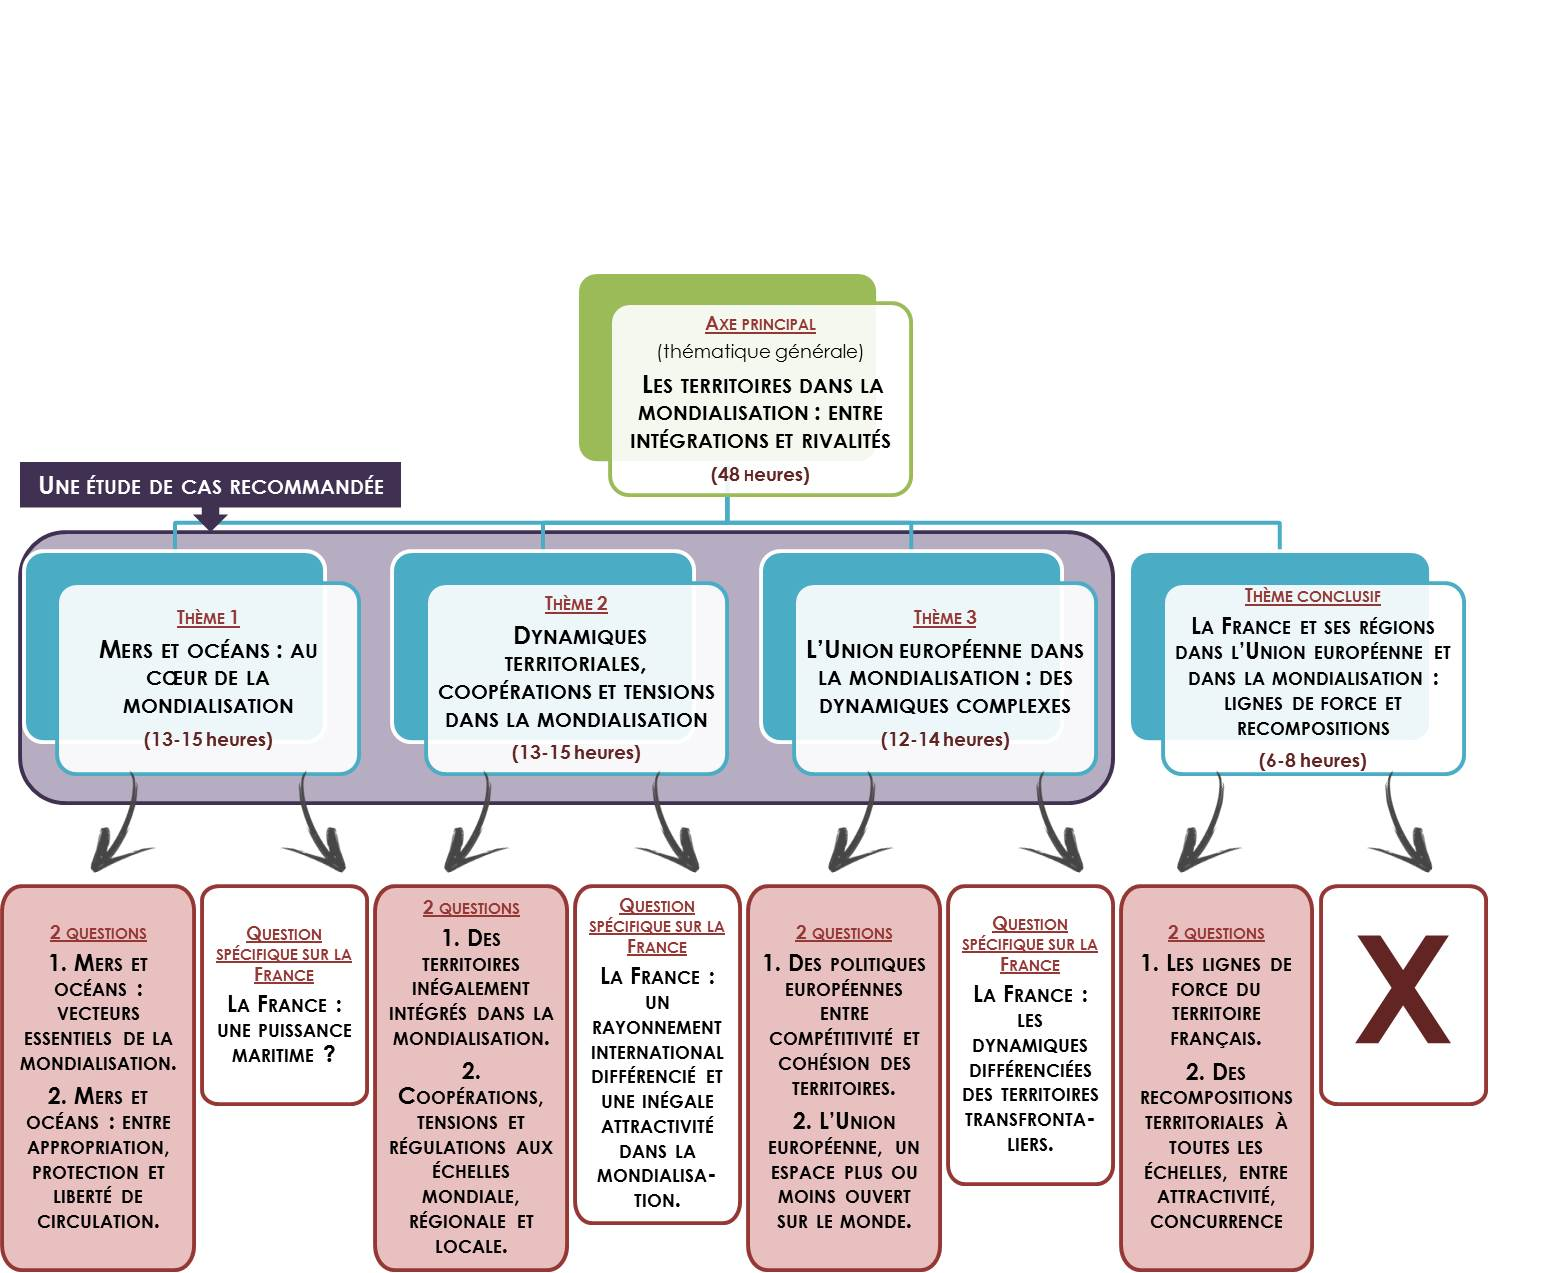 Axe principal
(thématique générale)
Les territoires dans la
mondialisation : entre
intégrations et rivalités
(48 Heures)
Une étude de cas recommandée
Thème 1
Mers et océans : au
cœur de la
mondialisation
(13-15 heures)
Thème 2
Dynamiques
territoriales,
coopérations et tensions
dans la mondialisation
(13-15 heures)
Thème 3
L'Union européenne dans
la mondialisation : des
dynamiques complexes
(12-14 heures)
Thème conclusif
La France et ses régions
dans l'Union européenne et
dans la mondialisation :
lignes de force et
recompositions
(6-8 heures)
2 questions
1. Mers et
océans :
vecteurs
essentiels de la
mondialisation.
2. Mers et
océans : entre
appropriation,
protection et
liberté de
circulation.
Question
spécifique sur la
France
La France :
une puissance
maritime ?
2 questions
1. Des
territoires
inégalement
intégrés dans la
mondialisation.
2.
Coopérations,
tensions et
régulations aux
échelles
mondiale,
régionale et
locale.
Question
spécifique sur la
France
La France :
un
rayonnement
international
différencié et
une inégale
attractivité
dans la
mondialisa-
tion.
2 questions
1. Des politiques
européennes
entre
compétitivité et
cohésion des
territoires.
2. L'Union
européenne, un
espace plus ou
moins ouvert
sur le monde.
Question
spécifique sur la
France
La France :
les
dynamiques
différenciées
des territoires
transfronta-
liers.
2 questions
1. Les lignes de
force du
territoire
français.
2. Des
recompositions
territoriales à
toutes les
échelles, entre
attractivité,
concurrence
X